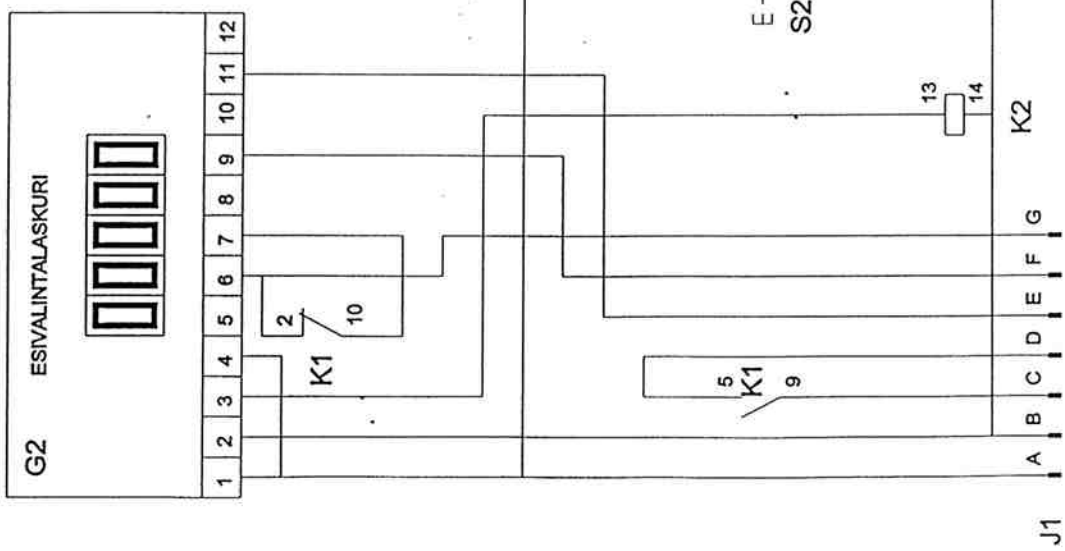 G2
ESIVALINTALASKURI
1 2 3 4 5 6 7 8 9 10 11 12
2
10
K1
5
K1
9
13
14
K2
E -
S2
A B C D E F G
J1